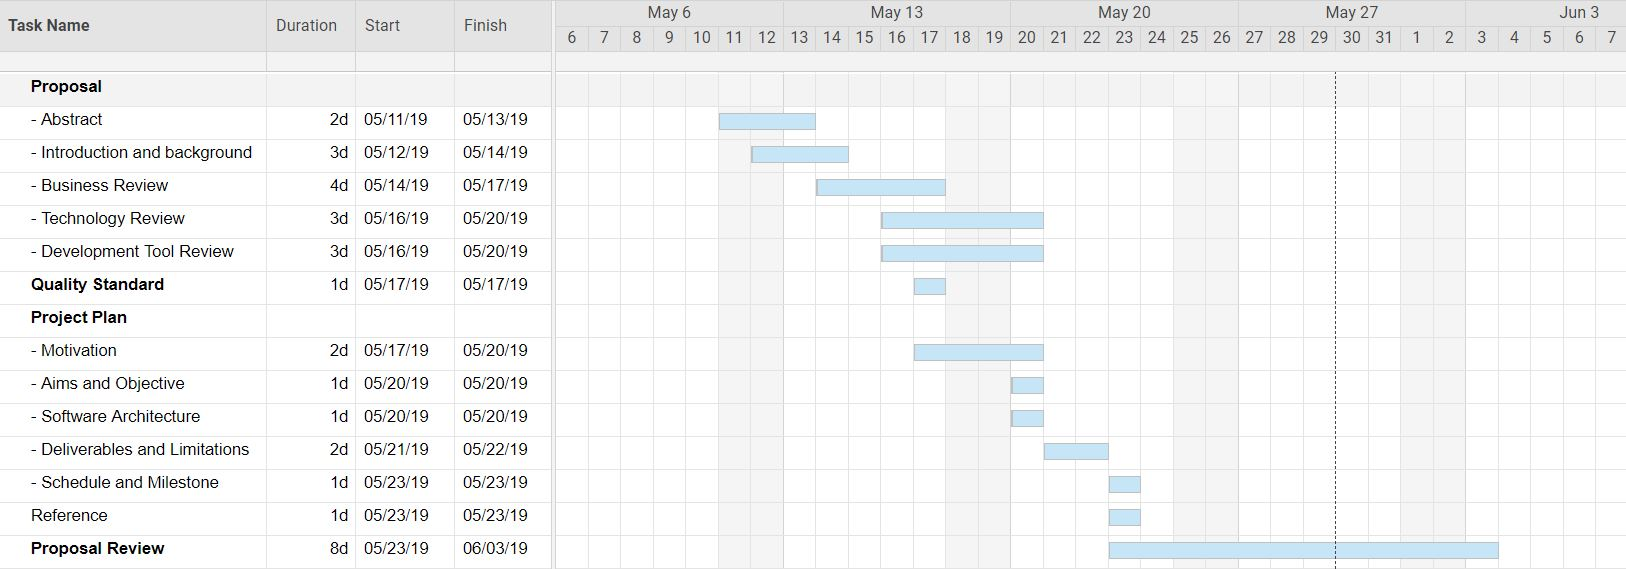 Task Name Duration Start Finish May 6 May 13 May 20 May 27 Jun 3
6 7 8 9 10 11 12 13 14 15 16 17 18 19 20 21 22 23 24 25 26 27 28 29 30 31 1 2 3 4 5 6 7
Proposal
- Abstract 2d 05/11/19 05/13/19
- Introduction and background 3d 05/12/19 05/14/19
- Business Review 4d 05/14/19 05/17/19
- Technology Review 3d 05/16/19 05/20/19
- Development Tool Review 3d 05/16/19 05/20/19
Quality Standard 1d 05/17/19 05/17/19
Project Plan
- Motivation 2d 05/17/19 05/20/19
- Aims and Objective 1d 05/20/19 05/20/19
- Software Architecture 1d 05/20/19 05/20/19
- Deliverables and Limitations 2d 05/21/19 05/22/19
- Schedule and Milestone 1d 05/23/19 05/23/19
Reference 1d 05/23/19 05/23/19
Proposal Review 8d 05/23/19 06/03/19